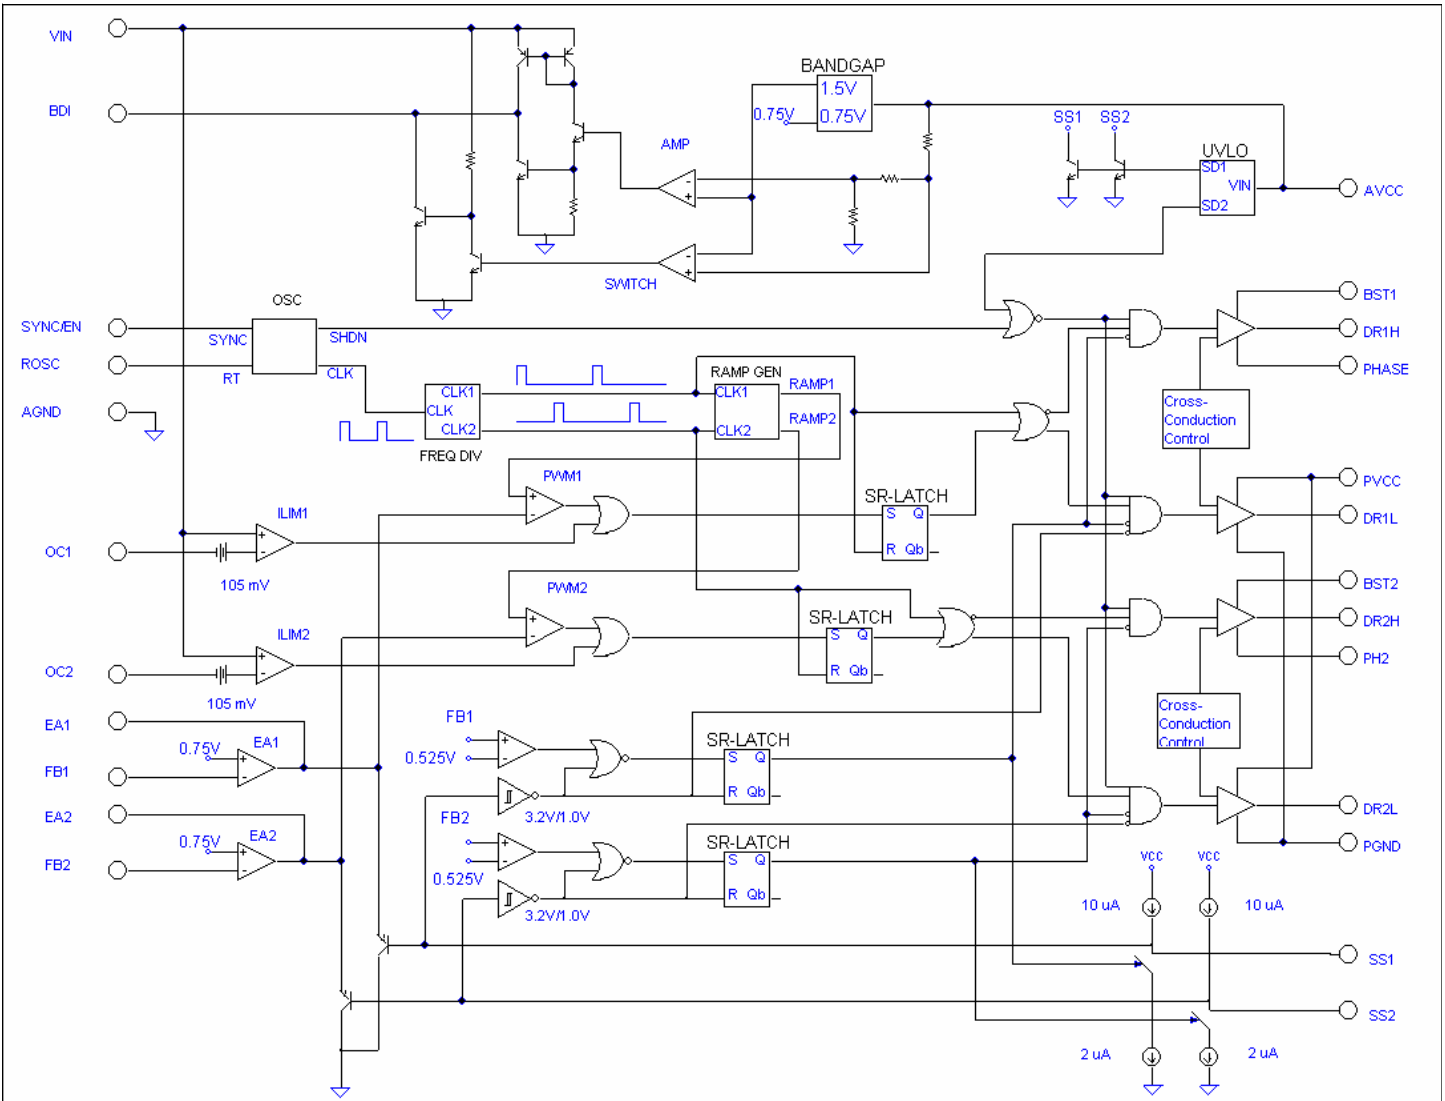 VIN
BANDGAP
1.5V
0.75V
0.75V
BDI
SS1
SS2
AMP
UVLO
SD1
VIN
SD2
AVCC
SWITCH
OSC
BST1
SYNC/EN
SYNC
SHDN
DR1H
ROSC
RT
CLK
RAMP GEN
PHASE
CLK1
CLK1
RAMP1
Cross-
Conduction
Control
AGND
CLK
CLK2
CLK2
RAMP2
FREQ DIV
PWM1
SR-LATCH
PVCC
ILIM1
S Q
DR1L
OC1
R Qb
105 mV
PWM2
BST2
SR-LATCH
ILIM2
S Q
DR2H
OC2
R Qb
PH2
105 mV
EA1
FB1
Cross-
Conduction
Control
0.75V
EA1
0.525V
SR-LATCH
S Q
FB1
R Qb
EA2
FB2
3.2V/1.0V
DR2L
0.75V
EA2
SR-LATCH
PGND
FB2
S Q
VCC
VCC
0.525V
R Qb
3.2V/1.0V
10 uA
10 uA
SS1
SS2
2 uA
2 uA